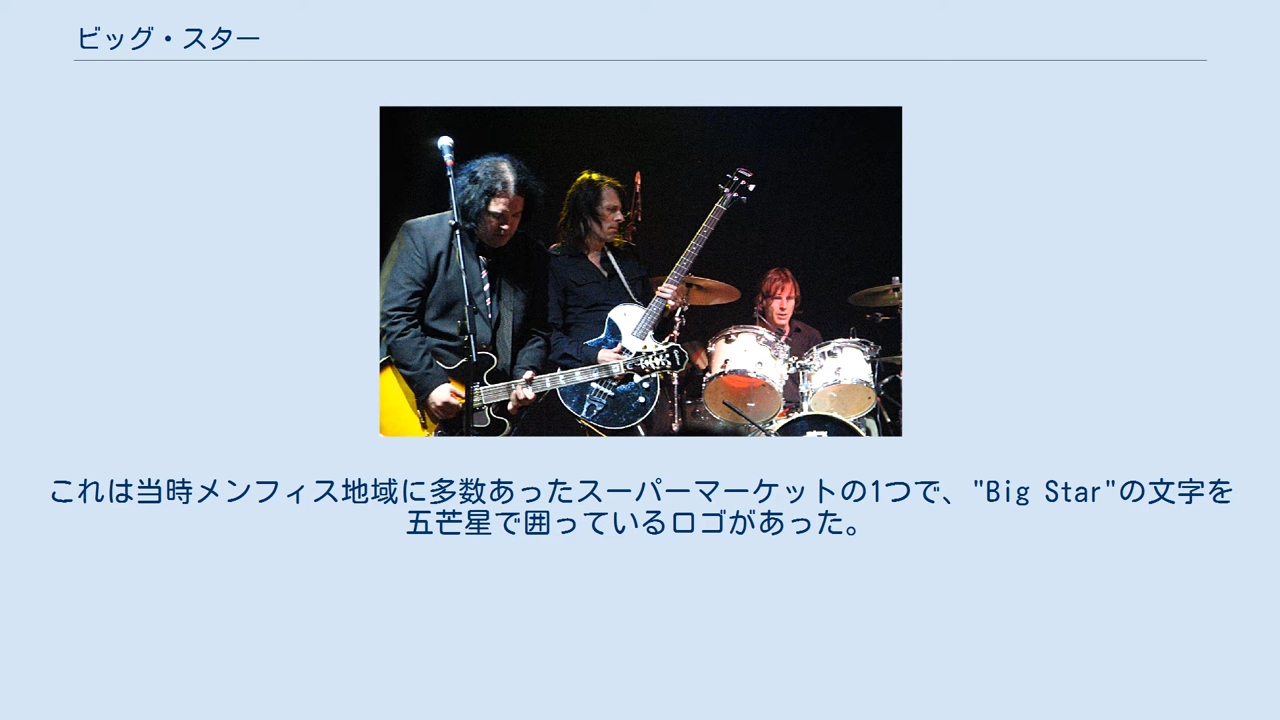 ビッグ・スター
これは当時メンフィス地域に多数あったスーパーマーケットの1つで、"Big Star"の文字を
五芒星で囲っているロゴがあった。